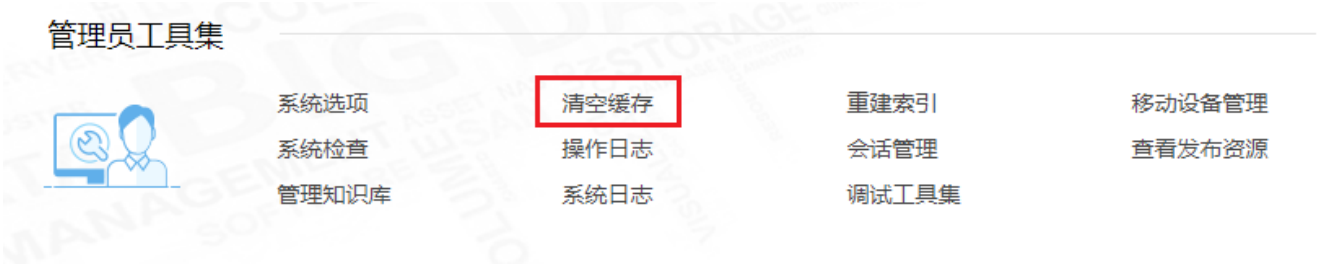 管理员工具集
系统选项 清空缓存 重建索引 移动设备管理
系统检查 操作日志 会话管理 查看发布资源
管理知识库 系统日志 调试工具集